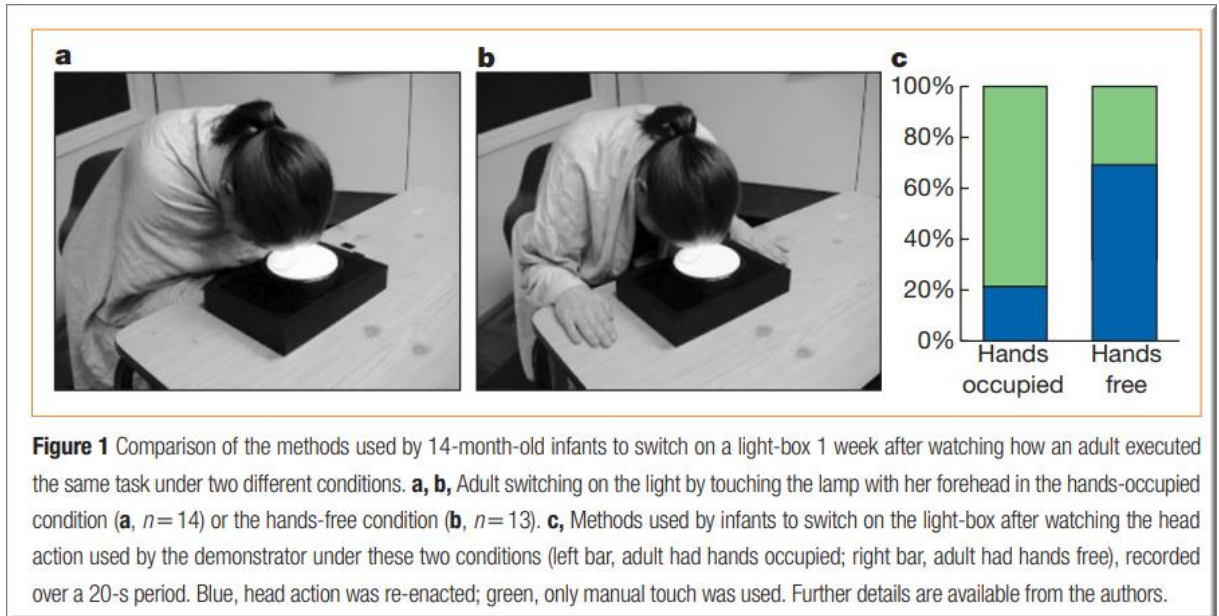 a
b
c
100%
80%
60%
40%
20%
0%
Hands occupied
Hands free
Figure 1 Comparison of the methods used by 14-month-old infants to switch on a light-box 1 week after watching how an adult executed
the same task under two different conditions. a, b, Adult switching on the light by touching the lamp with her forehead in the hands-occupied
condition (a, n=14) or the hands-free condition (b, n=13). c, Methods used by infants to switch on the light-box after watching the head
action used by the demonstrator under these two conditions (left bar, adult had hands occupied; right bar, adult had hands free), recorded
over a 20-s period. Blue, head action was re-enacted; green, only manual touch was used. Further details are available from the authors.